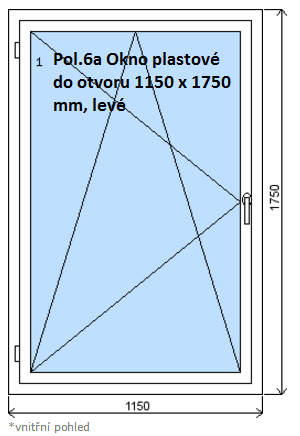 1
Pol.6a Okno plastové
do otvoru 1150 x 1750
mm, levé
1750
1150
*vnitřní pohled